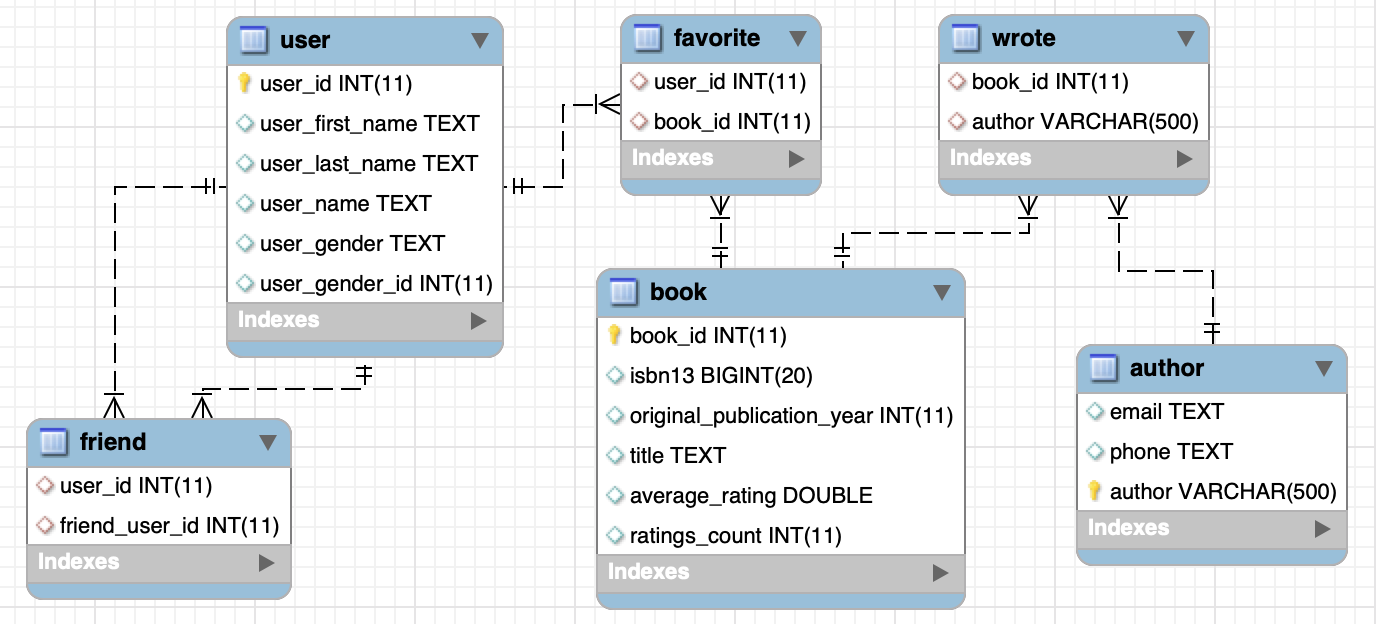 user
user_id INT(11)
user_first_name TEXT
user_last_name TEXT
user_name TEXT
user_gender TEXT
user_gender_id INT(11)
Indexes
favorite
user_id INT(11)
book_id INT(11)
Indexes
wrote
book_id INT(11)
author VARCHAR(500)
Indexes
book
book_id INT(11)
isbn13 BIGINT(20)
original_publication_year INT(11)
title TEXT
average_rating DOUBLE
ratings_count INT(11)
Indexes
author
email TEXT
phone TEXT
author VARCHAR(500)
Indexes
friend
user_id INT(11)
friend_user_id INT(11)
Indexes